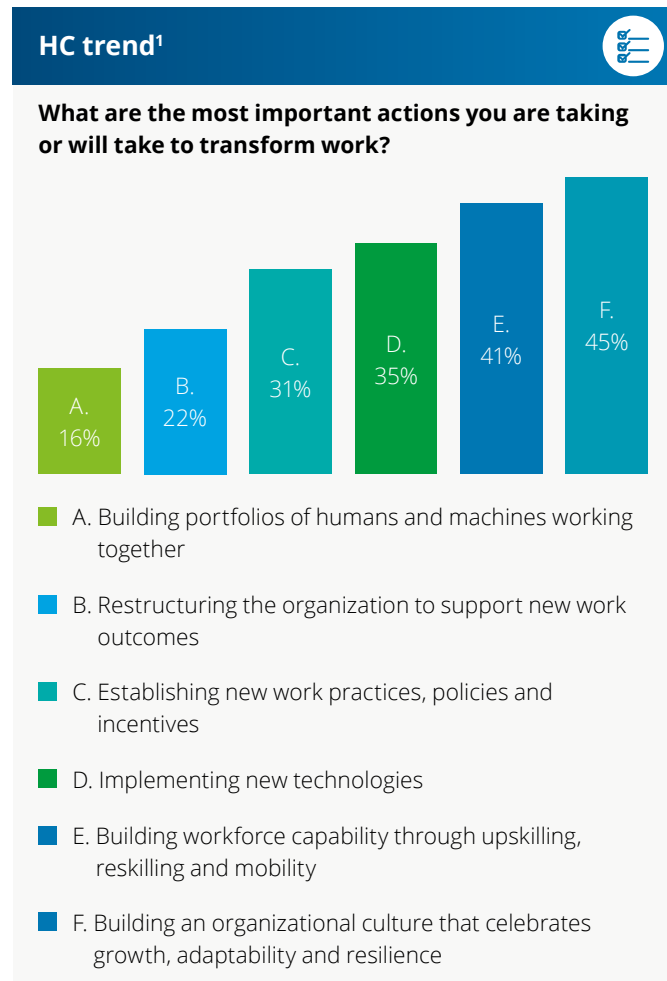 HC trend¹
What are the most important actions you are taking
or will take to transform work?
A.
16%
B.
22%
C.
31%
D.
35%
E.
41%
F.
45%
A. Building portfolios of humans and machines working
together
B. Restructuring the organization to support new work
outcomes
C. Establishing new work practices, policies and
incentives
D. Implementing new technologies
E. Building workforce capability through upskilling,
reskilling and mobility
F. Building an organizational culture that celebrates
growth, adaptability and resilience